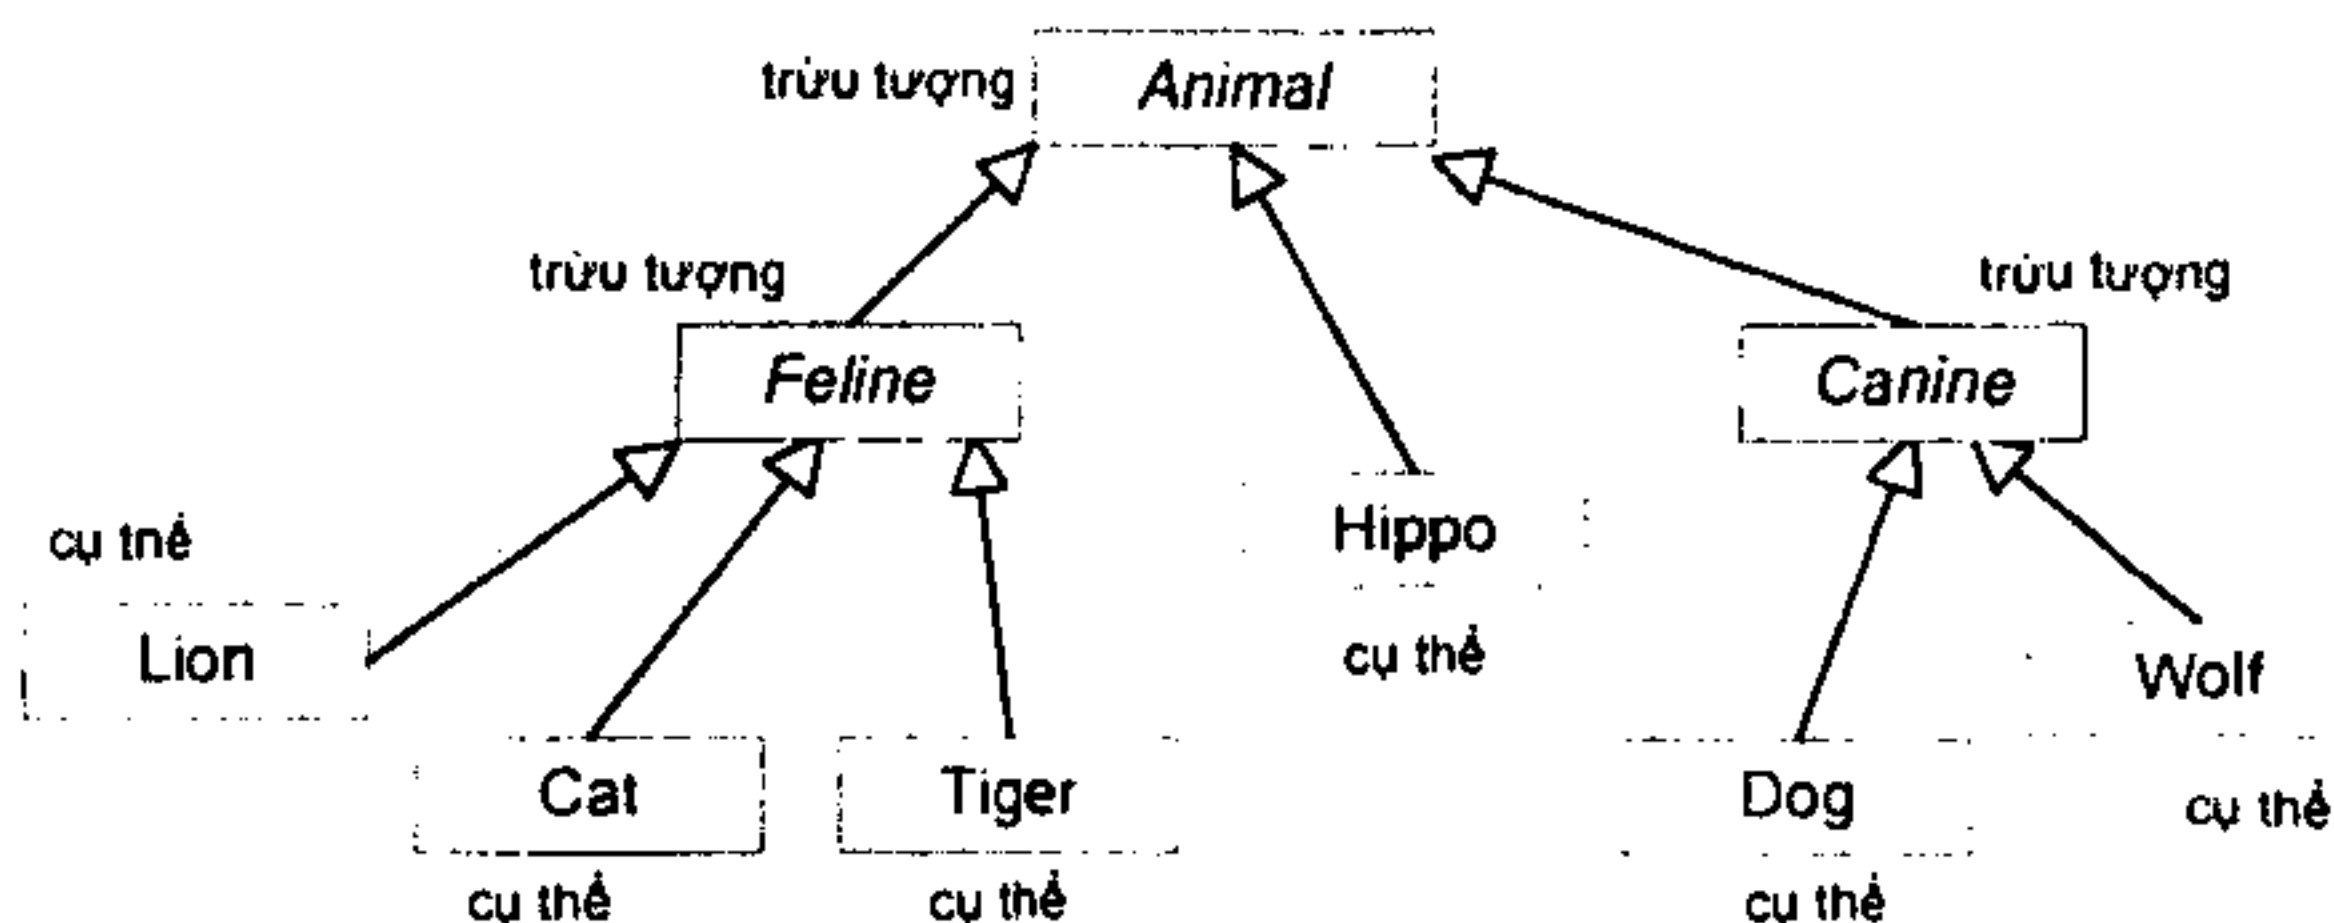 trừu tượng
Animal
trừu tượng
trừu tượng
Feline
Canine
cụ thể
Hippo
Lion
cụ thể
Wolf
Cat
Tiger
Dog
cụ thể
cụ thể
cụ thể
cụ thể